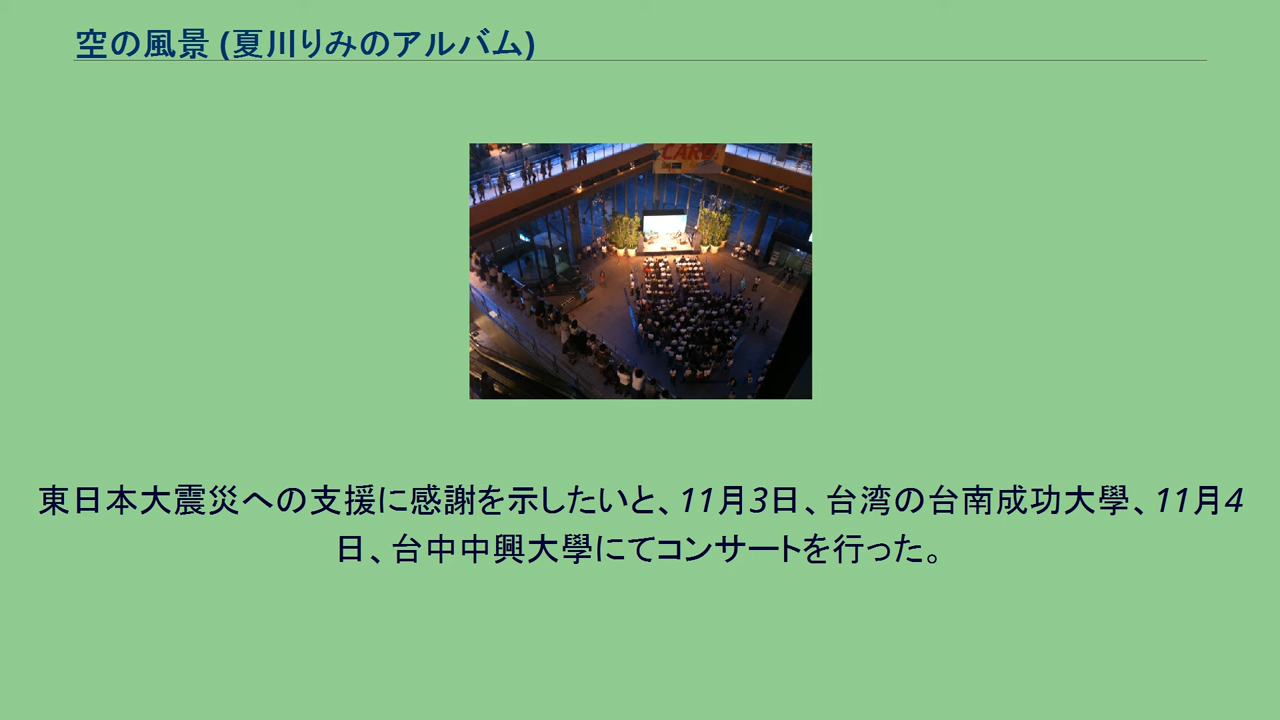 空の風景 (夏川りみのアルバム)
CARD
東日本大震災への支援に感謝を示したいと、11月3日、台湾の台南成功大學、11月4
日、台中中興大學にてコンサートを行った。